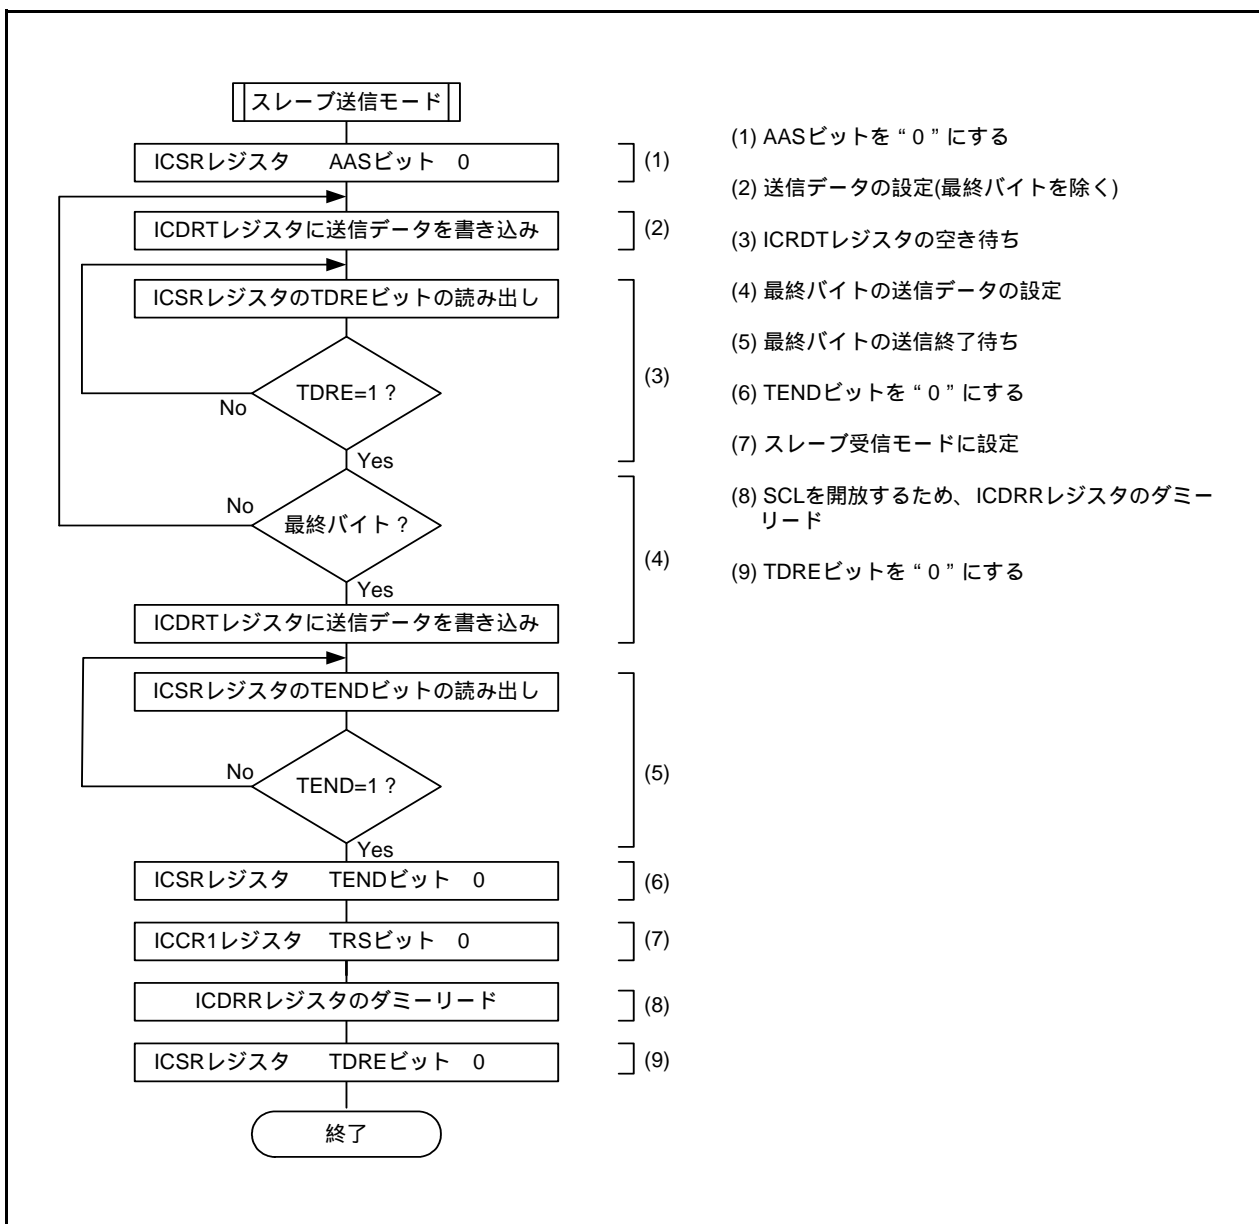 スレーブ送信モード
ICSRレジスタ AASビット 0
(1)
ICDRTレジスタに送信データを書き込み
(2)
ICSRレジスタのTDREビットの読み出し
TDRE=1 ?
No
Yes
(3)
No
最終バイト ?
Yes
ICDRTレジスタに送信データを書き込み
(4)
ICSRレジスタのTENDビットの読み出し
No
TEND=1 ?
Yes
(5)
ICSRレジスタ TENDビット 0
(6)
ICCR1レジスタ TRSビット 0
(7)
ICDRRレジスタのダミーリード
(8)
ICSRレジスタ TDREビット 0
(9)
終了
(1) AASビットを “ 0 ” にする
(2) 送信データの設定(最終バイトを除く)
(3) ICRDTレジスタの空き待ち
(4) 最終バイトの送信データの設定
(5) 最終バイトの送信終了待ち
(6) TENDビットを “ 0 ” にする
(7) スレーブ受信モードに設定
(8) SCLを開放するため、ICDRRレジスタのダミー
リード
(9) TDREビットを “ 0 ” にする